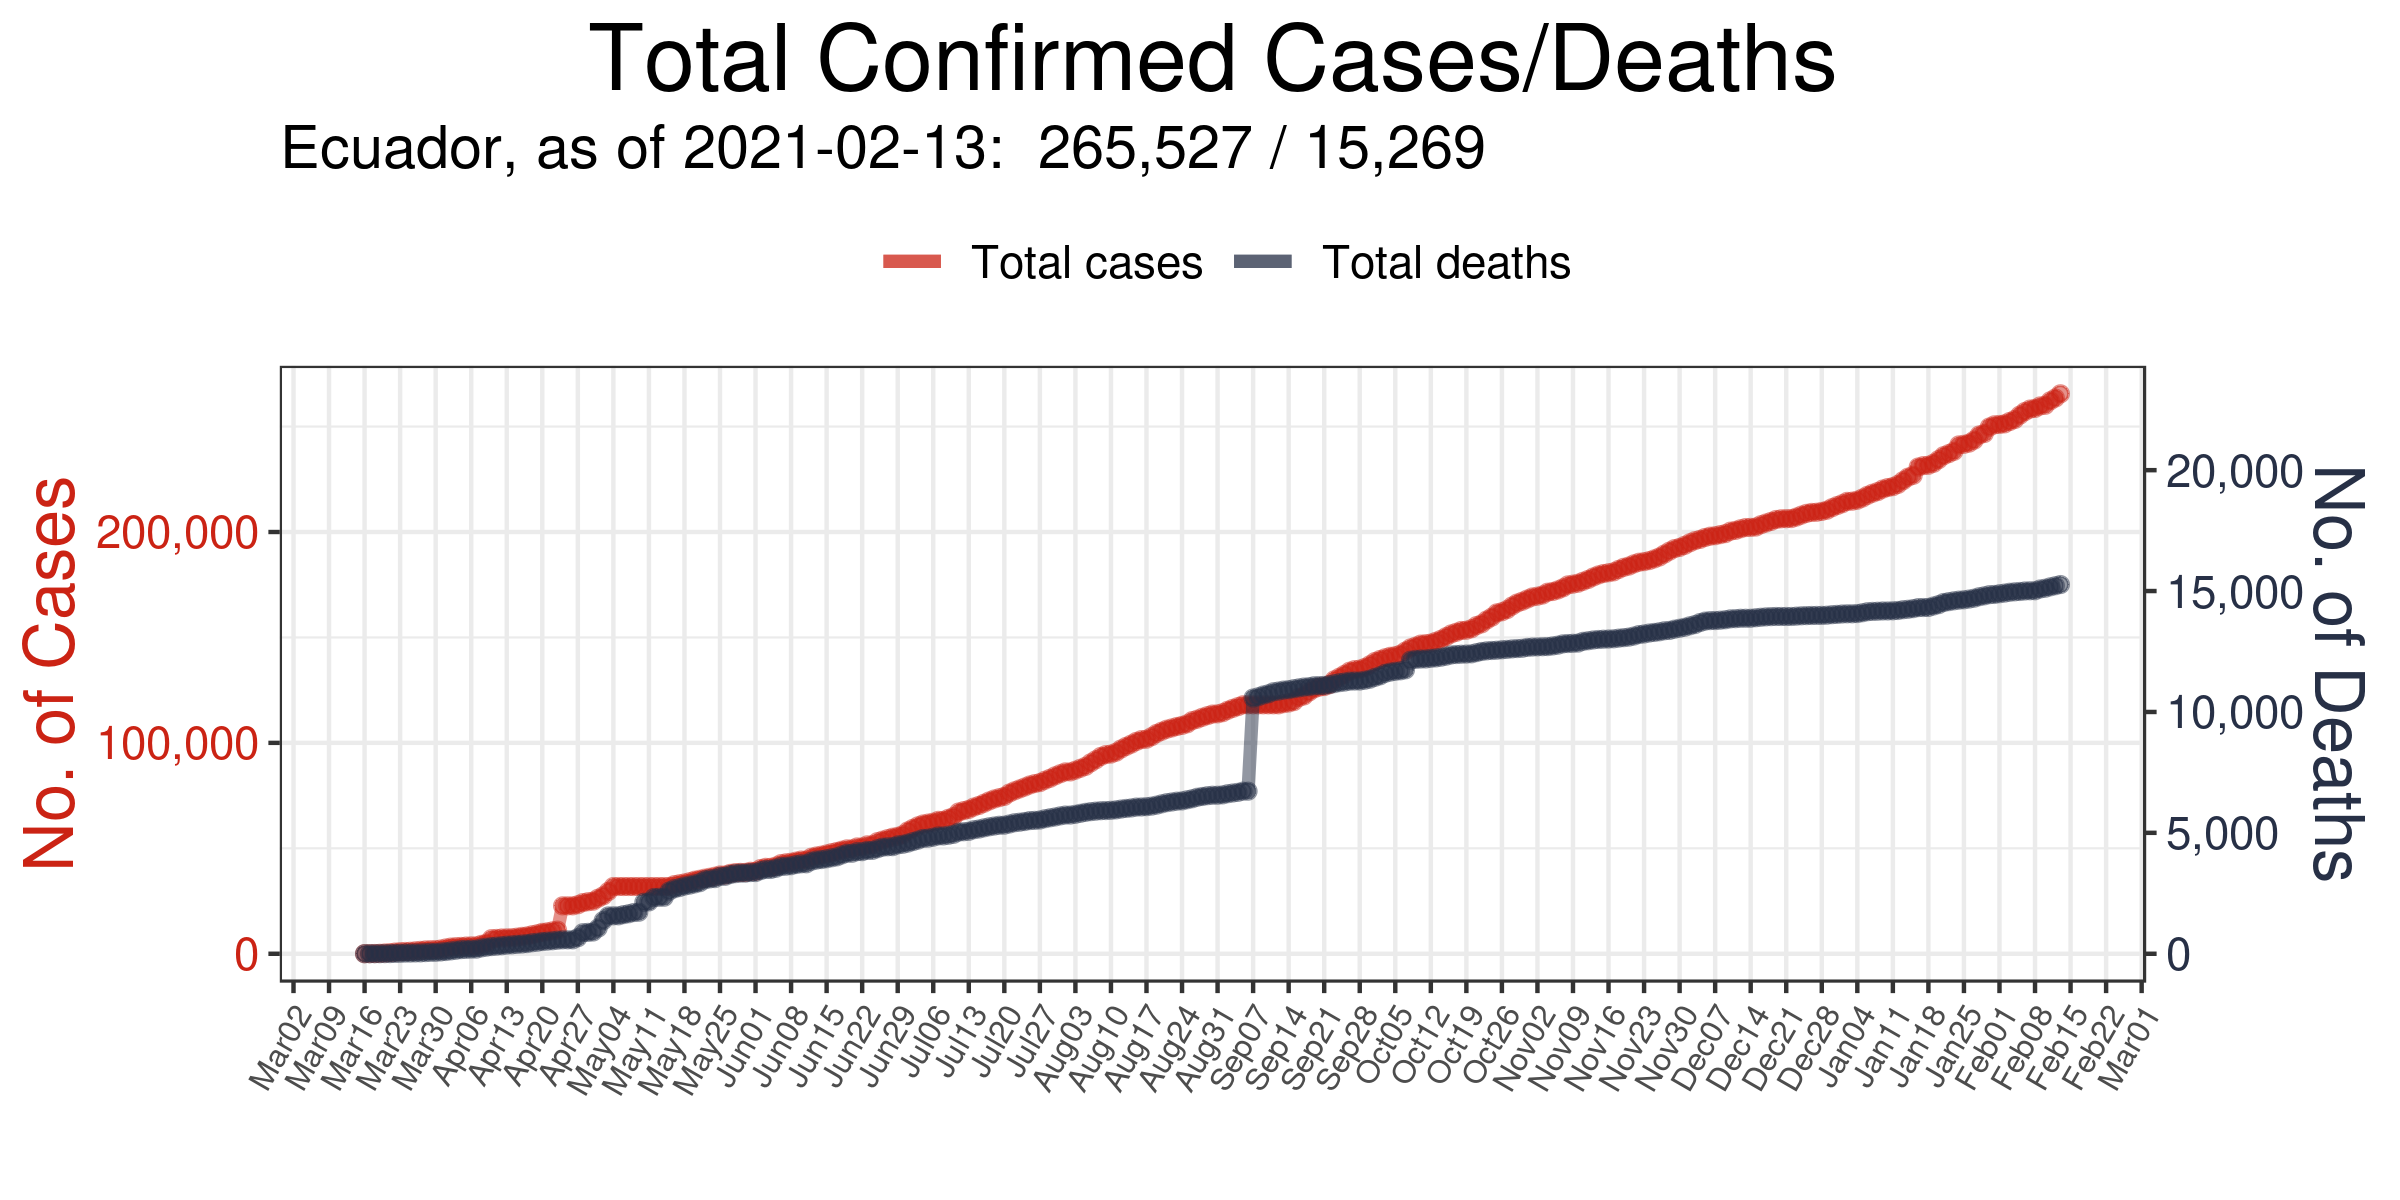 Total Confirmed Cases/Deaths
Ecuador, as of 2021-02-13:  265,527 / 15,269
Total cases
Total deaths
No. of Cases
200,000
100,000
0
20,000
15,000
10,000
5,000
0
No. of Deaths
Mar02
Mar09
Mar16
Mar23
Mar30
Apr06
Apr13
Apr20
Apr27
May04
May11
May18
May25
Jun01
Jun08
Jun15
Jun22
Jun29
Jul06
Jul13
Jul20
Jul27
Aug03
Aug10
Aug17
Aug24
Aug31
Sep07
Sep14
Sep21
Sep28
Oct05
Oct12
Oct19
Oct26
Nov02
Nov09
Nov16
Nov23
Nov30
Dec07
Dec14
Dec21
Dec28
Jan04
Jan11
Jan18
Jan25
Feb01
Feb08
Feb15
Feb22
Mar01